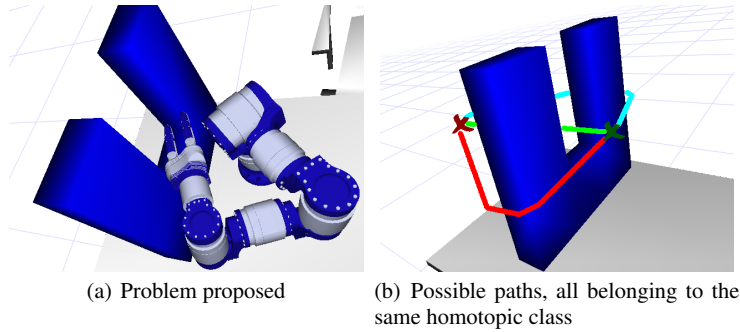 (a) Problem proposed
(b) Possible paths, all belonging to the
same homotopic class